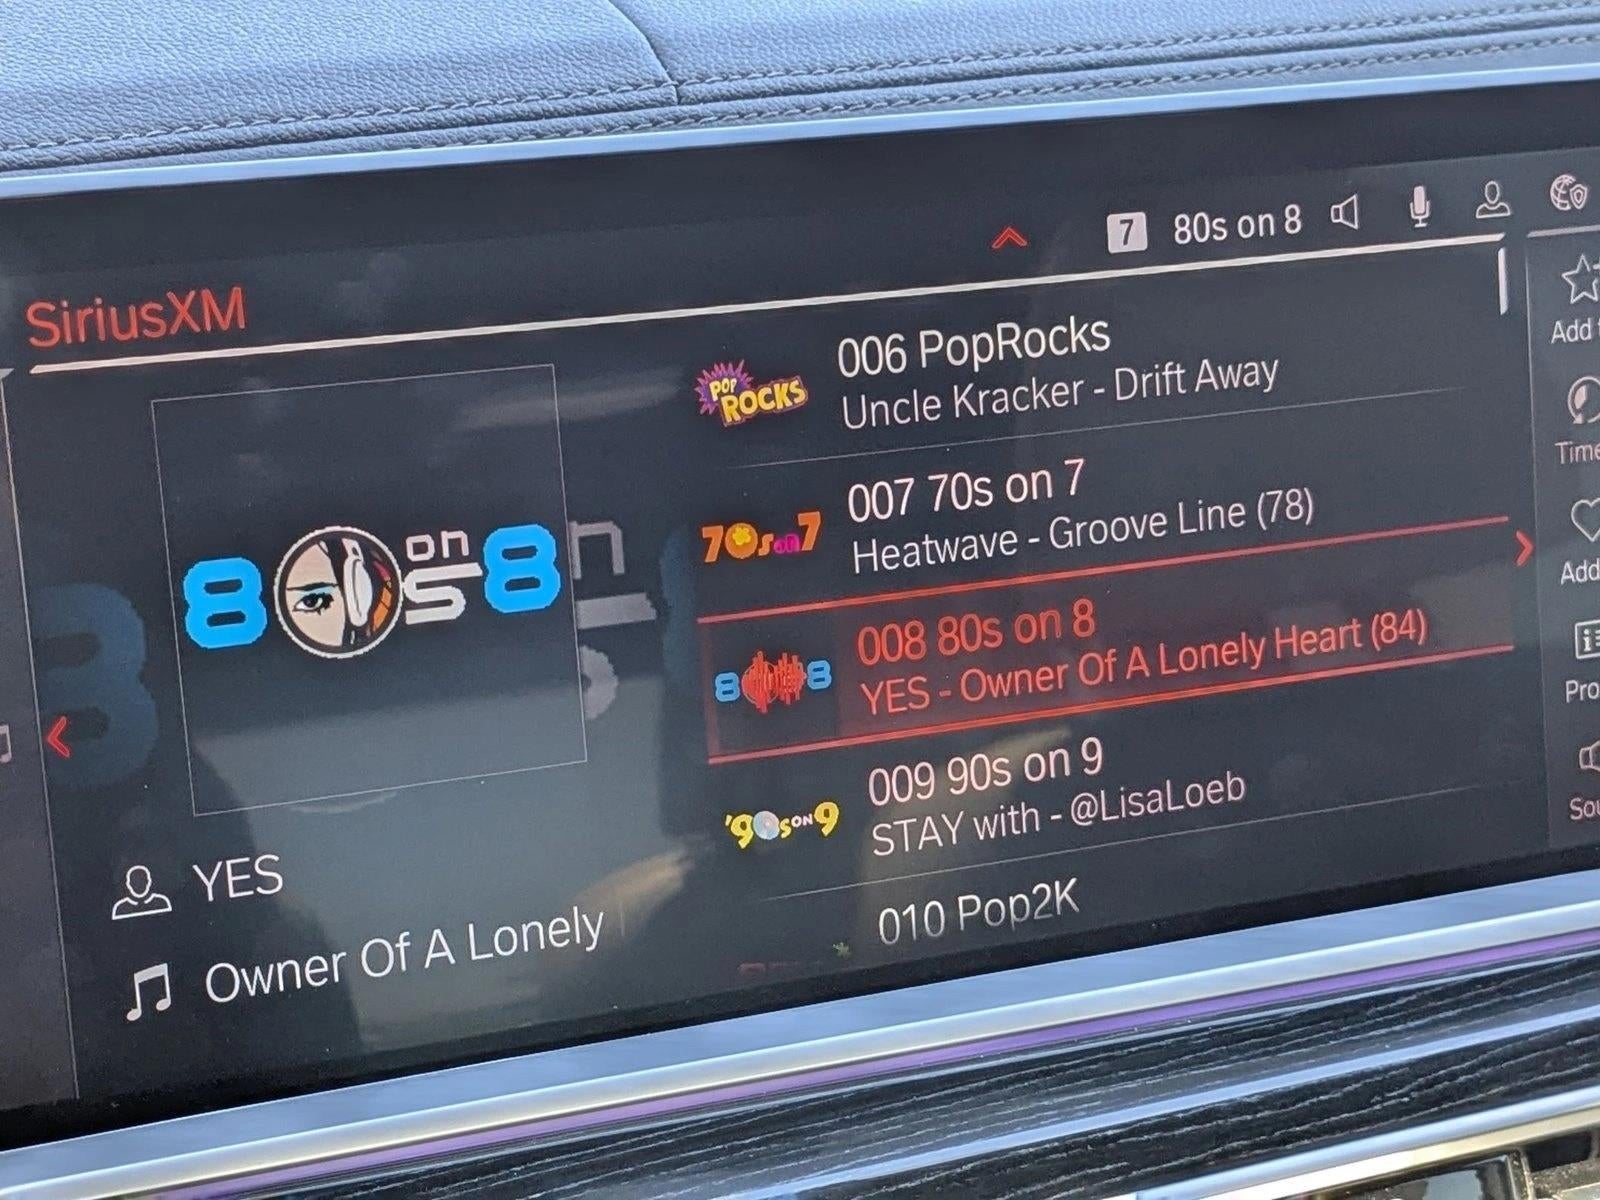 7 80s on 8
SiriusXM
Add
Time
Add
Pro
Sou
80s on 8
YES
Owner Of A Lonely
POP ROCKS
006 PopRocks
Uncle Kracker - Drift Away
70s on 7
007 70s on 7
Heatwave - Groove Line (78)
8 8
008 80s on 8
YES - Owner Of A Lonely Heart (84)
'90s ON 9
009 90s on 9
STAY with - @LisaLoeb
010 Pop2K